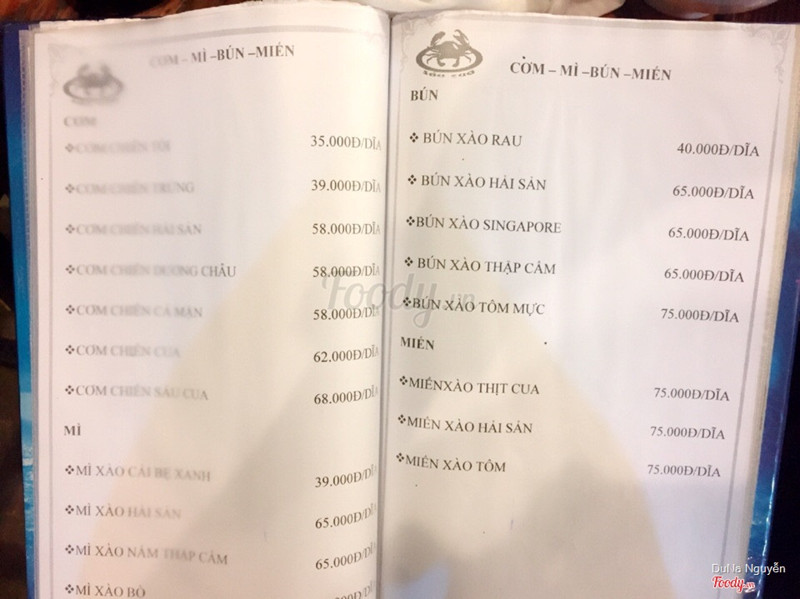 CƠM – MÌ –BÚN –MIẾN
CƠM
❖CƠM CHIÊN TỎI 35.000Đ/DĨA
❖CƠM CHIÊN TRỨNG 39.000Đ/DĨA
❖CƠM CHIÊN HẢI SẢN 58.000Đ/DĨA
❖CƠM CHIÊN DƯƠNG CHÂU 58.000Đ/DĨA
❖CƠM CHIÊN CÁ MẶN 58.000Đ/DĨA
❖CƠM CHIÊN CUA 62.000Đ/DĨA
❖CƠM CHIÊN SÀU CUA 68.000Đ/DĨA
MÌ
❖MÌ XÀO CẢI BẸ XANH 39.000Đ/DĨA
❖MÌ XÀO HẢI SẢN 65.000Đ/DĨA
❖MÌ XÀO NẤM THẬP CẨM 65.000Đ/DĨA
❖MÌ XÀO BÒ
CƠM – MÌ –BÚN –MIẾN
BÚN
❖ BÚN XÀO RAU 40.000Đ/DĨA
❖ BÚN XÀO HẢI SẢN 65.000Đ/DĨA
❖BÚN XÀO SINGAPORE 65.000Đ/DĨA
❖ BÚN XÀO THẬP CẨM 65.000Đ/DĨA
❖BÚN XÀO TÔM MỰC 75.000Đ/DĨA
MIẾN
❖MIẾNXÀO THỊT CUA 75.000Đ/DĨA
❖MIẾN XÀO HẢI SẢN 75.000Đ/DĨA
❖MIẾN XÀO TÔM 75.000Đ/DĨA
Foody.vn
DuNa Nguyễn
Foody.vn